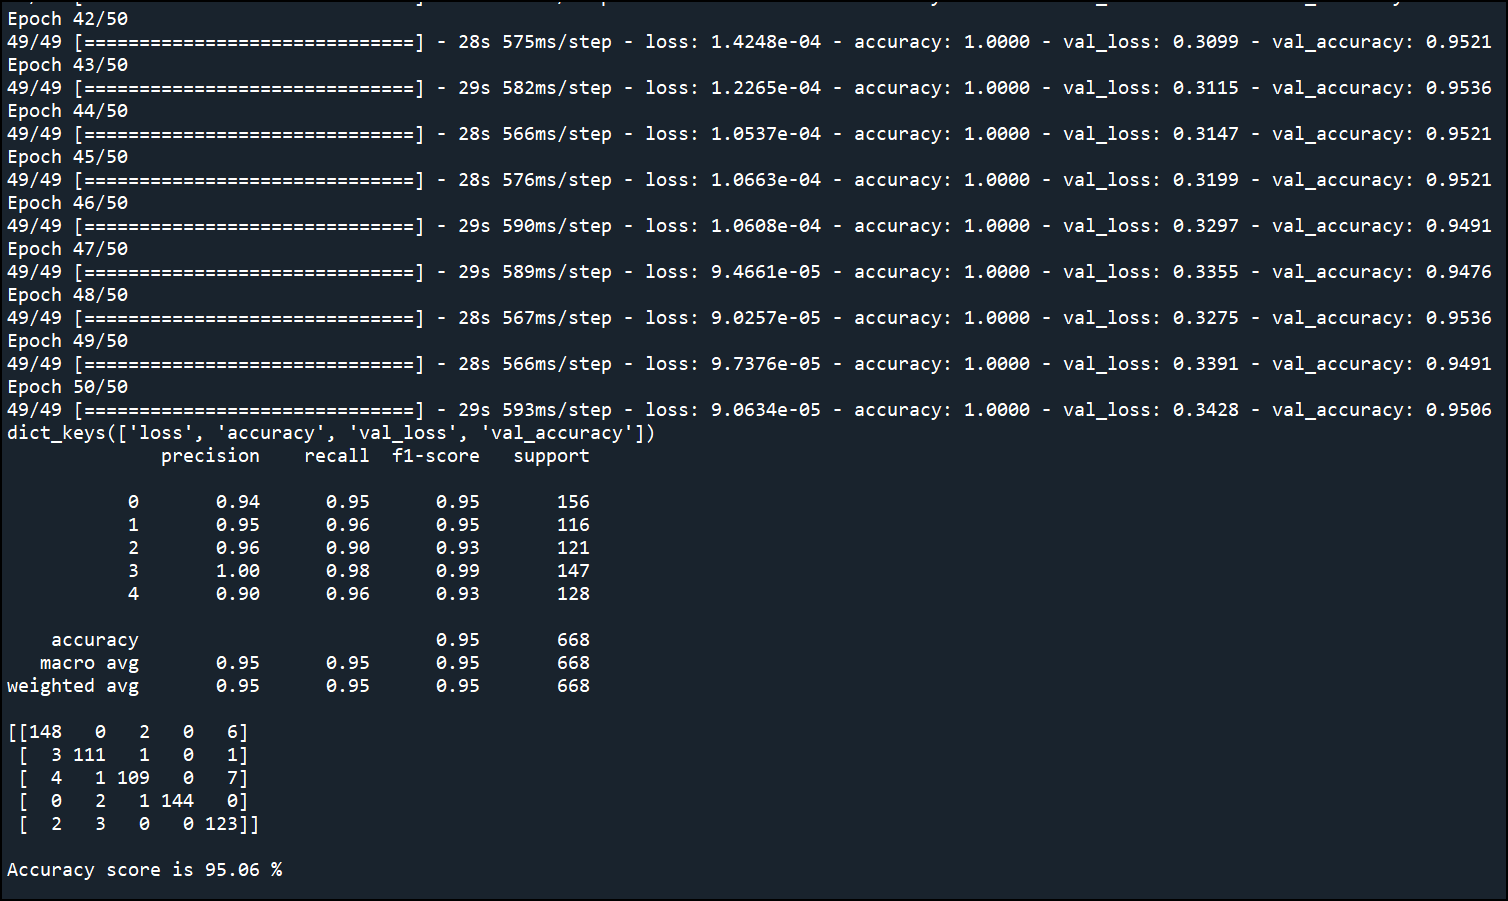 Epoch 42/50
49/49 [==============================] - 28s 575ms/step - loss: 1.4248e-04 - accuracy: 1.0000 - val_loss: 0.3099 - val_accuracy: 0.9521
Epoch 43/50
49/49 [==============================] - 29s 582ms/step - loss: 1.2265e-04 - accuracy: 1.0000 - val_loss: 0.3115 - val_accuracy: 0.9536
Epoch 44/50
49/49 [==============================] - 28s 566ms/step - loss: 1.0537e-04 - accuracy: 1.0000 - val_loss: 0.3147 - val_accuracy: 0.9521
Epoch 45/50
49/49 [==============================] - 28s 576ms/step - loss: 1.0663e-04 - accuracy: 1.0000 - val_loss: 0.3199 - val_accuracy: 0.9521
Epoch 46/50
49/49 [==============================] - 29s 590ms/step - loss: 1.0608e-04 - accuracy: 1.0000 - val_loss: 0.3297 - val_accuracy: 0.9491
Epoch 47/50
49/49 [==============================] - 29s 589ms/step - loss: 9.4661e-05 - accuracy: 1.0000 - val_loss: 0.3355 - val_accuracy: 0.9476
Epoch 48/50
49/49 [==============================] - 28s 567ms/step - loss: 9.0257e-05 - accuracy: 1.0000 - val_loss: 0.3275 - val_accuracy: 0.9536
Epoch 49/50
49/49 [==============================] - 28s 566ms/step - loss: 9.7376e-05 - accuracy: 1.0000 - val_loss: 0.3391 - val_accuracy: 0.9491
Epoch 50/50
49/49 [==============================] - 29s 593ms/step - loss: 9.0634e-05 - accuracy: 1.0000 - val_loss: 0.3428 - val_accuracy: 0.9506
dict_keys(['loss', 'accuracy', 'val_loss', 'val_accuracy'])
              precision    recall  f1-score   support

           0       0.94      0.95      0.95       156
           1       0.95      0.96      0.95       116
           2       0.96      0.90      0.93       121
           3       1.00      0.98      0.99       147
           4       0.90      0.96      0.93       128

    accuracy                           0.95       668
   macro avg       0.95      0.95      0.95       668
weighted avg       0.95      0.95      0.95       668

[[148   0   2   0   6]
 [  3 111   1   0   1]
 [  4   1 109   0   7]
 [  0   2   1 144   0]
 [  2   3   0   0 123]]

Accuracy score is 95.06 %